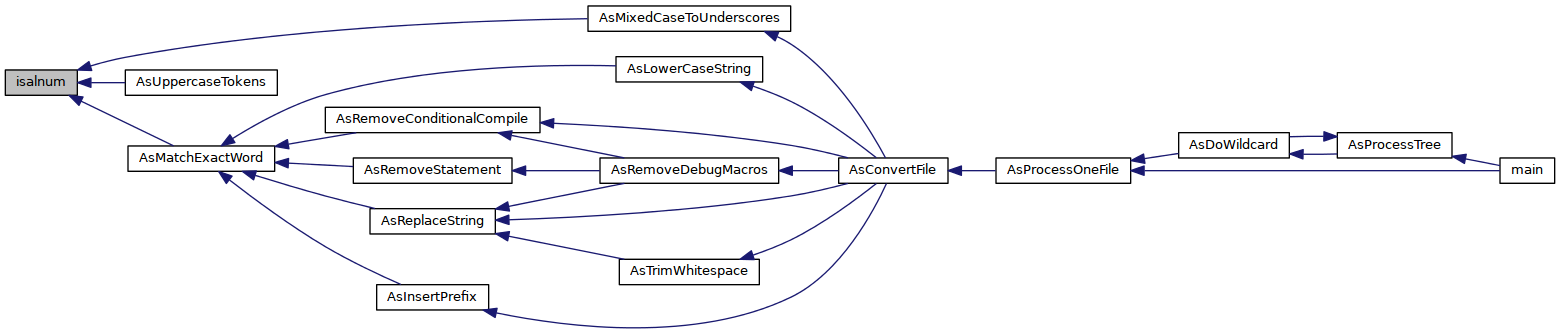 isalnum
AsMixedCaseToUnderscores
AsUppercaseTokens
AsMatchExactWord
AsLowerCaseString
AsRemoveConditionalCompile
AsRemoveStatement
AsReplaceString
AsInsertPrefix
AsRemoveDebugMacros
AsTrimWhitespace
AsConvertFile
AsProcessOneFile
AsDoWildcard
AsProcessTree
main